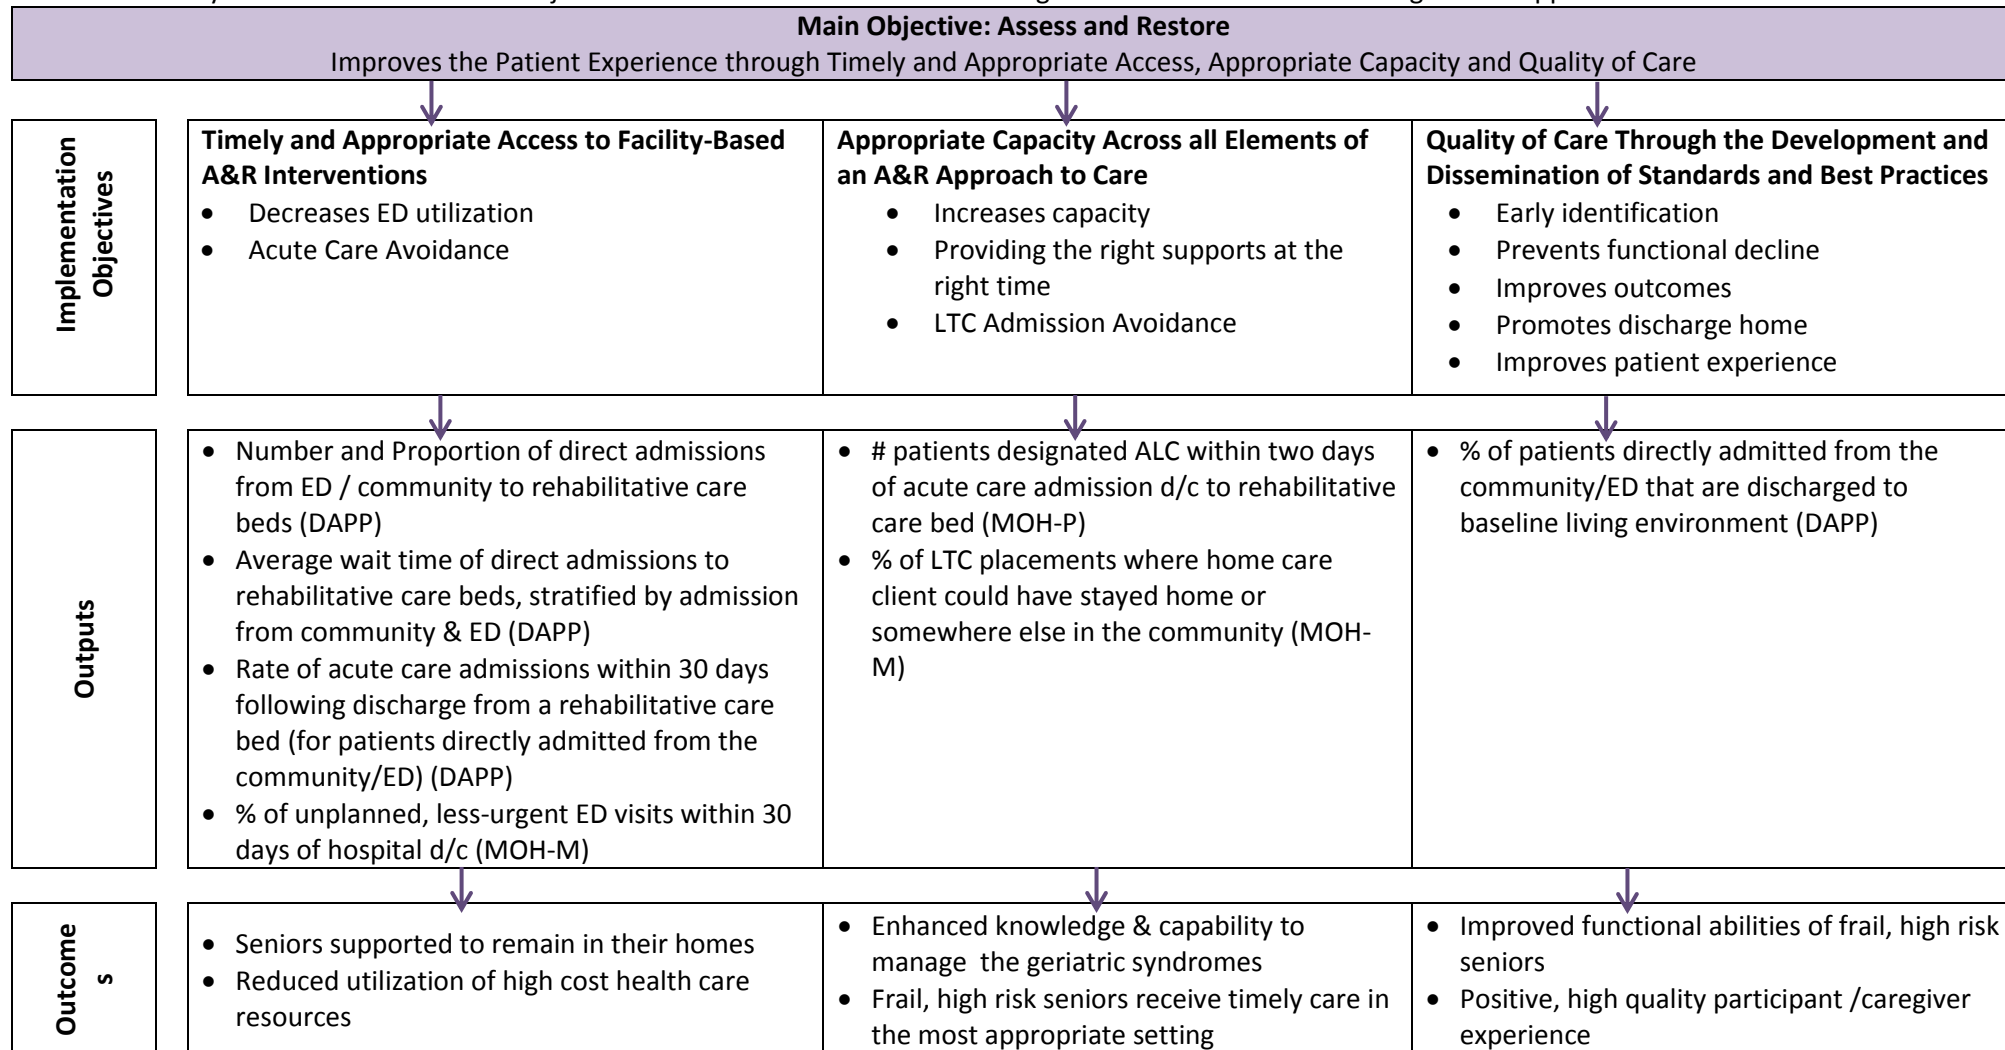 Main Objective: Assess and Restore
Improves the Patient Experience through Timely and Appropriate Access, Appropriate Capacity and Quality of Care
Implementation
Objectives
Timely and Appropriate Access to Facility-Based
A&R Interventions
• Decreases ED utilization
• Acute Care Avoidance
Appropriate Capacity Across all Elements of
an A&R Approach to Care
• Increases capacity
• Providing the right supports at the
right time
• LTC Admission Avoidance
Quality of Care Through the Development and
Dissemination of Standards and Best Practices
• Early identification
• Prevents functional decline
• Improves outcomes
• Promotes discharge home
• Improves patient experience
Outputs
• Number and Proportion of direct admissions
from ED / community to rehabilitative care
beds (DAPP)
• Average wait time of direct admissions to
rehabilitative care beds, stratified by admission
from community & ED (DAPP)
• Rate of acute care admissions within 30 days
following discharge from a rehabilitative care
bed (for patients directly admitted from the
community/ED) (DAPP)
• % of unplanned, less-urgent ED visits within 30
days of hospital d/c (MOH-M)
• # patients designated ALC within two days
of acute care admission d/c to rehabilitative
care bed (MOH-P)
• % of LTC placements where home care
client could have stayed home or
somewhere else in the community (MOH-
M)
• % of patients directly admitted from the
community/ED that are discharged to
baseline living environment (DAPP)
Outcome
s
• Seniors supported to remain in their homes
• Reduced utilization of high cost health care
resources
• Enhanced knowledge & capability to
manage the geriatric syndromes
• Frail, high risk seniors receive timely care in
the most appropriate setting
• Improved functional abilities of frail, high risk
seniors
• Positive, high quality participant /caregiver
experience